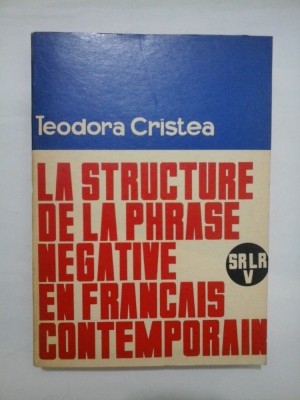 Teodora Cristea
LA STRUCTURE
DE LA PHRASE
NEGATIVE
EN FRANCAIS
CONTEMPORAIN
SRLR
V